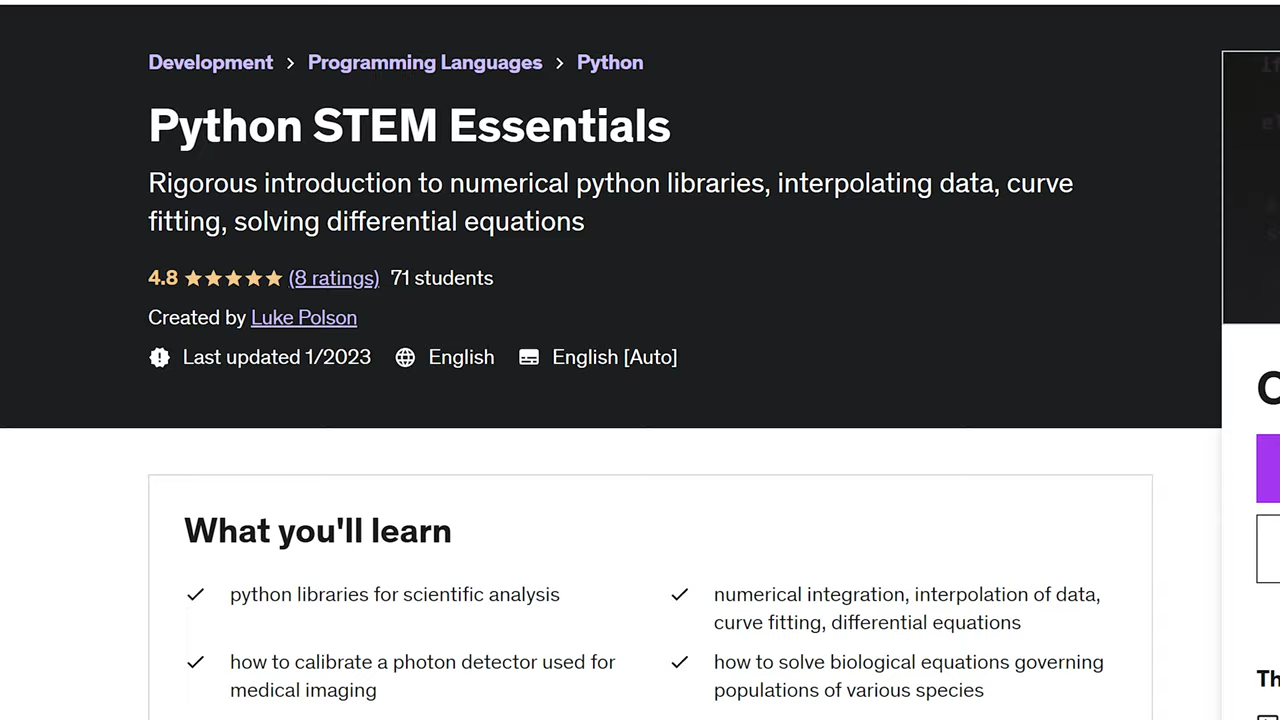 Development > Programming Languages > Python
Python STEM Essentials
Rigorous introduction to numerical python libraries, interpolating data, curve
fitting, solving differential equations
4.8 ★★★★★ (8 ratings) 71 students
Created by Luke Polson
Last updated 1/2023 English English [Auto]
What you'll learn
python libraries for scientific analysis
numerical integration, interpolation of data,
curve fitting, differential equations
how to calibrate a photon detector used for
medical imaging
how to solve biological equations governing
populations of various species
Th